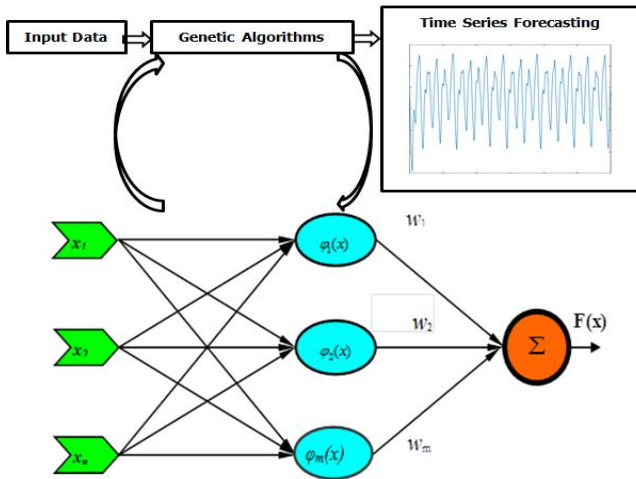 Input Data
Genetic Algorithms
Time Series Forecasting
x₁
φ₁(x)
w₁
x₂
φ₂(x)
w₂
Σ
F(x)
xₙ
φₘ(x)
wₘ